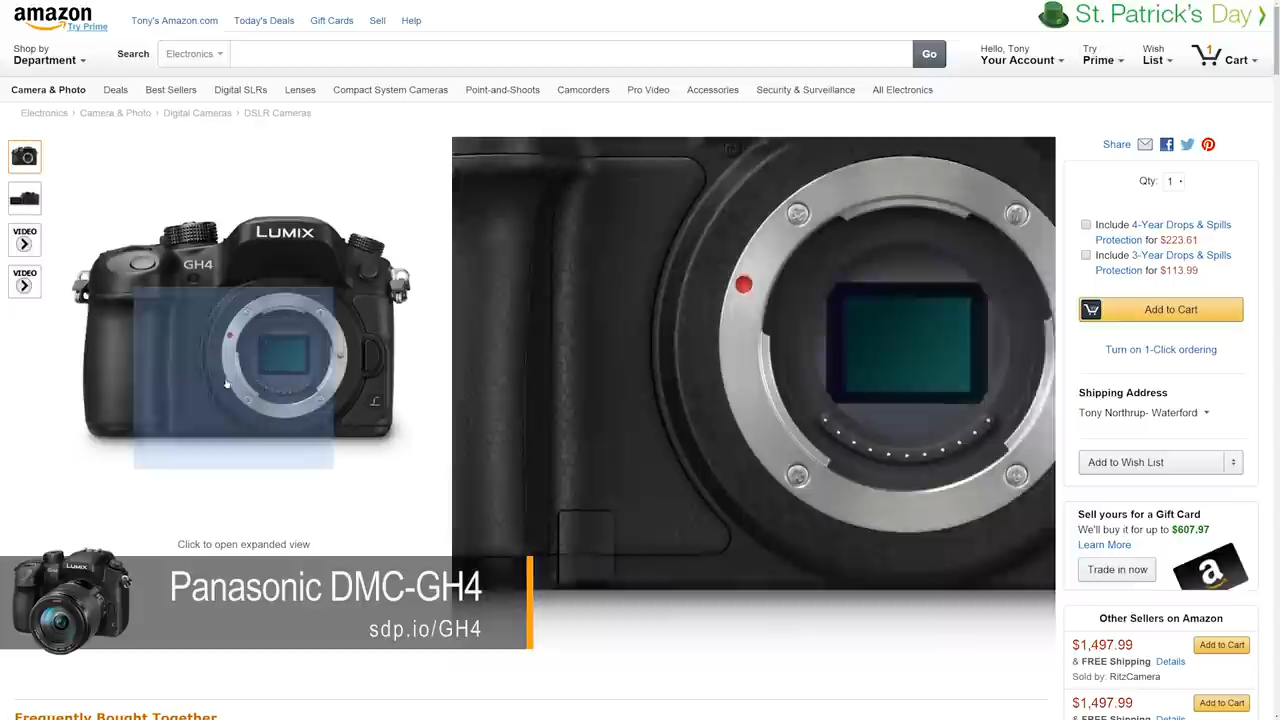 amazon
Try Prime
Tony's Amazon.com Today's Deals Gift Cards Sell Help
St. Patrick's Day
Shop by
Department
Search Electronics Go
Hello, Tony
Your Account
Try
Prime
Wish
List
1
Cart
Camera & Photo Deals Best Sellers Digital SLRs Lenses Compact System Cameras Point-and-Shoots Camcorders Pro Video Accessories Security & Surveillance All Electronics
Electronics › Camera & Photo › Digital Cameras › DSLR Cameras
VIDEO
VIDEO
LUMIX
GH4
L
Click to open expanded view
Share
Qty: 1
Include 4-Year Drops & Spills
Protection for $223.61
Include 3-Year Drops & Spills
Protection for $113.99
Add to Cart
Turn on 1-Click ordering
Shipping Address
Tony Northrup- Waterford
Add to Wish List
Sell yours for a Gift Card
We'll buy it for up to $607.97
Learn More
Trade in now
a
Other Sellers on Amazon
$1,497.99 Add to Cart
& FREE Shipping Details
Sold by: RitzCamera
$1,497.99 Add to Cart
& FREE Shipping Details
LUMIX
Panasonic DMC-GH4
sdp.io/GH4
Frequently Bought Together